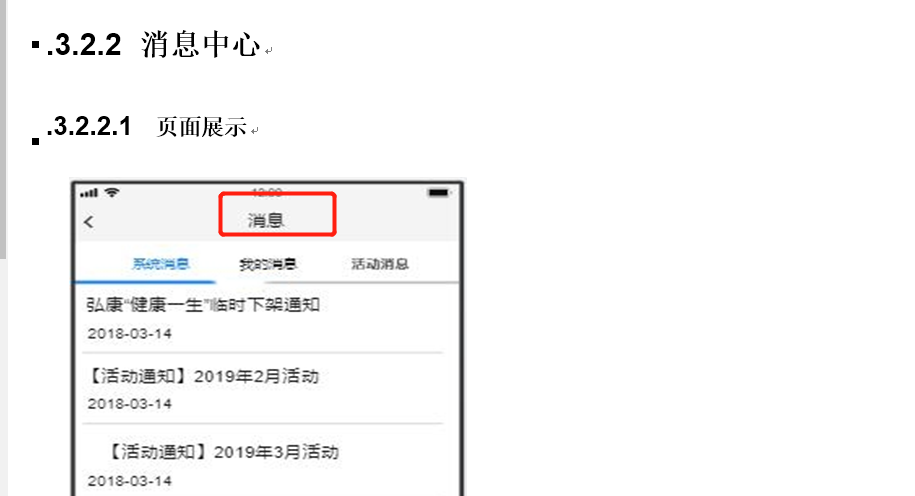 .3.2.2 消息中心
.3.2.2.1 页面展示
12:00
消息
系统消息 我的消息 活动消息
弘康“健康一生”临时下架通知
2018-03-14
【活动通知】2019年2月活动
2018-03-14
【活动通知】2019年3月活动
2018-03-14